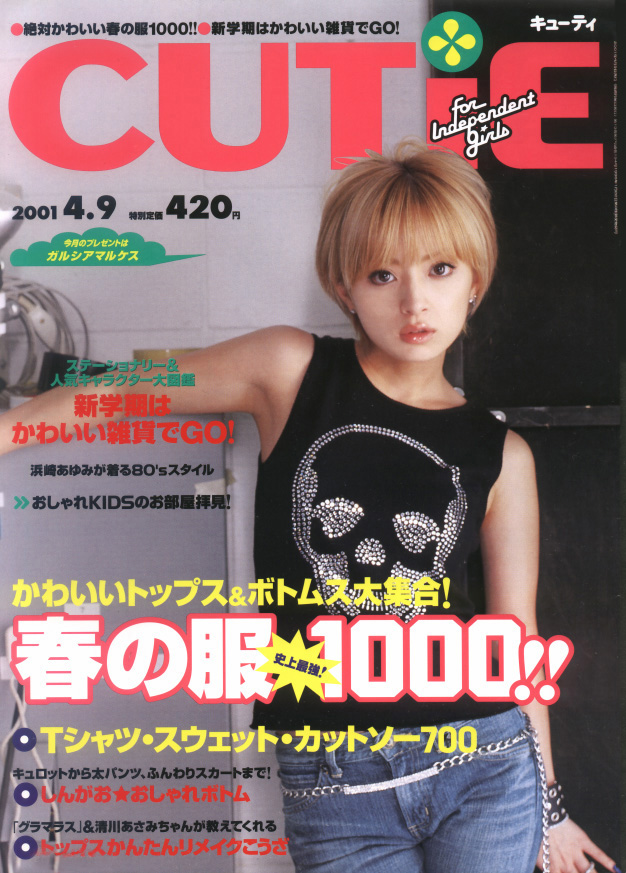 ●絶対かわいい春の服1000!!●新学期はかわいい雑貨でGO!
キューティ
CUTiE
for
Independent
girls
2001 4.9 特別定価420円
今月のプレゼントは
ガルシアマルケス
ステーショナリー&
人気キャラクター大図鑑
新学期は
かわいい雑貨でGO!
浜崎あゆみが着る80'sスタイル
おしゃれKIDSのお部屋拝見!
かわいいトップス&ボトムス大集合!
春の服1000!!
史上最強!
Tシャツ・スウェット・カットソー700
キュロットから太パンツ、ふんわりスカートまで!
しんがお★おしゃれボトム
「グラマラス」&清川あさみちゃんが教えてくれる
トップスかんたんリメイクこうざ